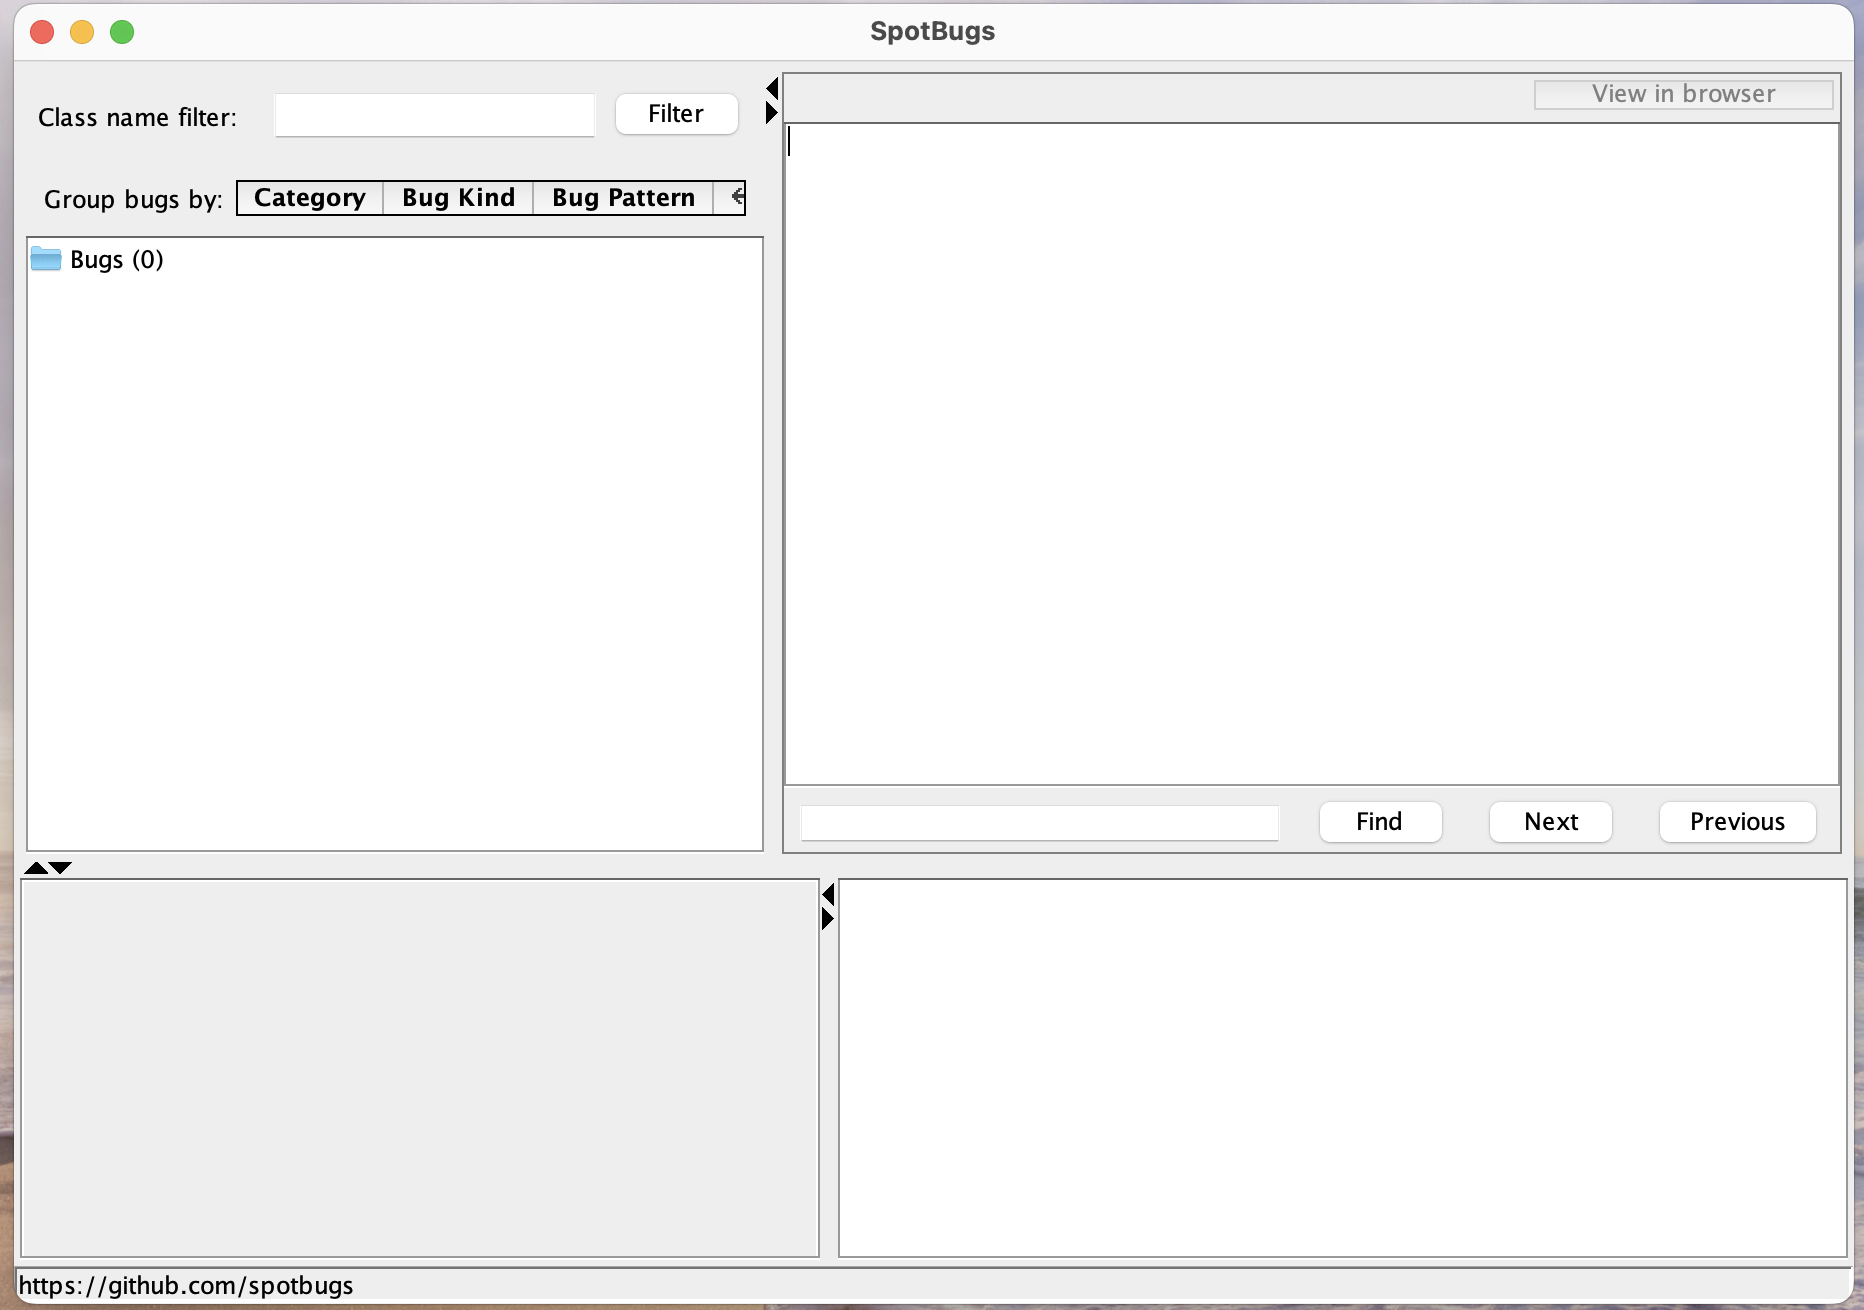 SpotBugs
Class name filter:
Filter
View in browser
Group bugs by:
Category
Bug Kind
Bug Pattern
Bugs (0)
Find
Next
Previous
https://github.com/spotbugs